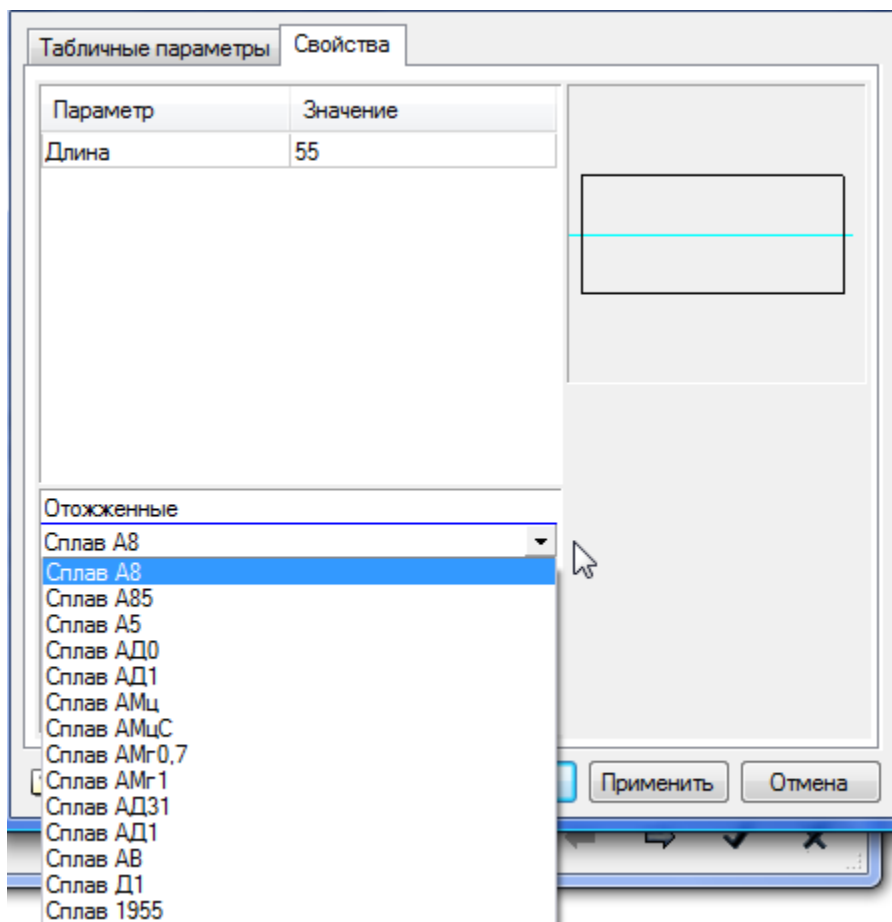 Табличные параметры Свойства
Параметр Значение
Длина 55
Отожженные
Сплав А8
Сплав А8
Сплав А85
Сплав А5
Сплав АД0
Сплав АД1
Сплав АМц
Сплав АМцС
Сплав АМг0,7
Сплав АМг1
Применить Отмена
Сплав АД31
Сплав АД1
Сплав АВ
Сплав Д1
Сплав 1955